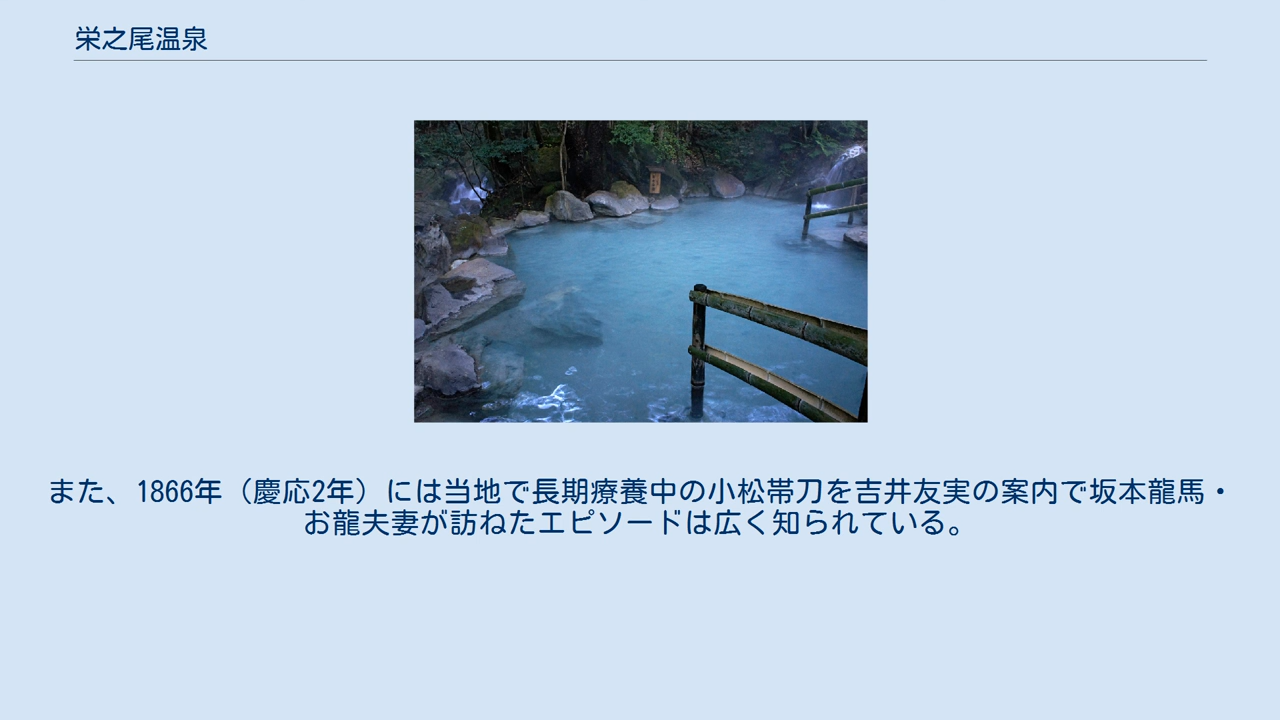 栄之尾温泉
また、1866年（慶応2年）には当地で長期療養中の小松帯刀を吉井友実の案内で坂本龍馬・
お龍夫妻が訪ねたエピソードは広く知られている。